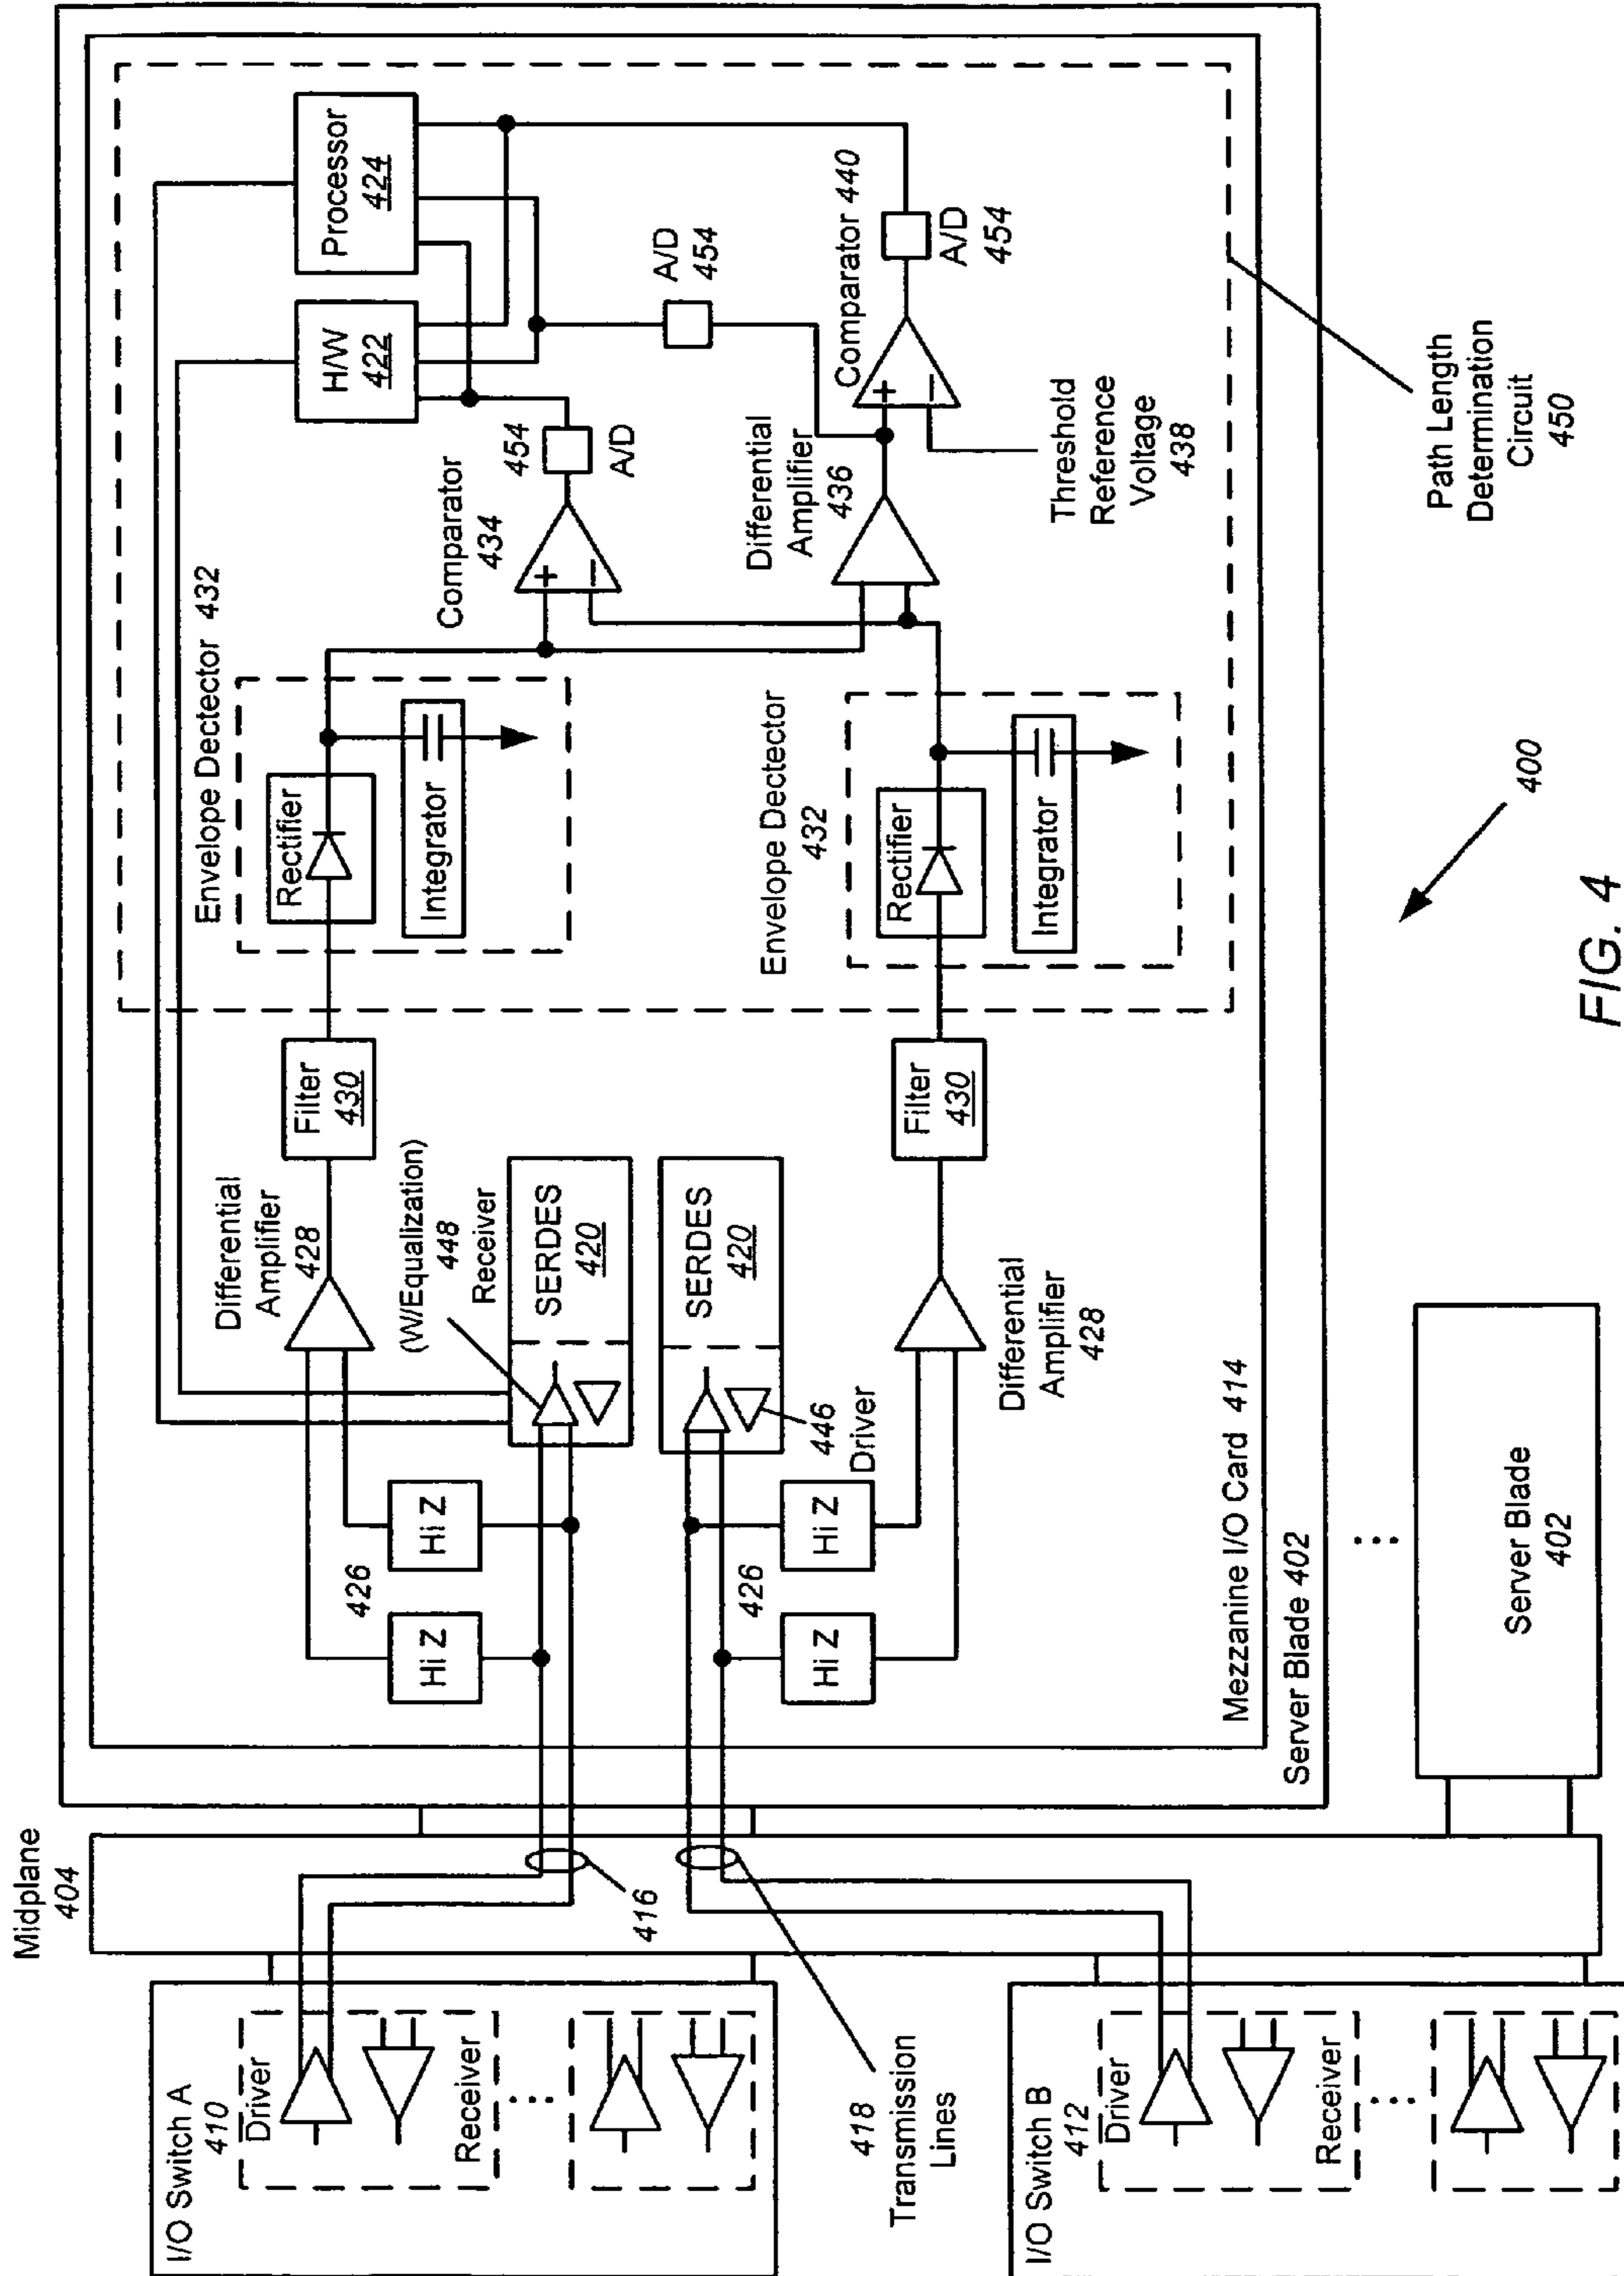 Midplane
404
I/O Switch A
410
Driver
Receiver
I/O Switch B
412
Driver
Receiver
416
418
Transmission
Lines
Hi Z
Hi Z
426
Hi Z
Hi Z
426
Differential
Amplifier
428
(W/Equalization)
448
Receiver
SERDES
420
SERDES
420
446
Driver
Differential
Amplifier
428
Filter
430
Filter
430
Envelope Dectector 432
Rectifier
Integrator
Envelope Dectector
432
Rectifier
Integrator
Comparator
434
454
A/D
H/W
422
Processor
424
Differential
Amplifier
436
A/D
454
Comparator 440
A/D
454
Threshold
Reference
Voltage
438
Path Length
Determination
Circuit
450
Mezzanine I/O Card 414
Server Blade 402
Server Blade
402
400
FIG. 4